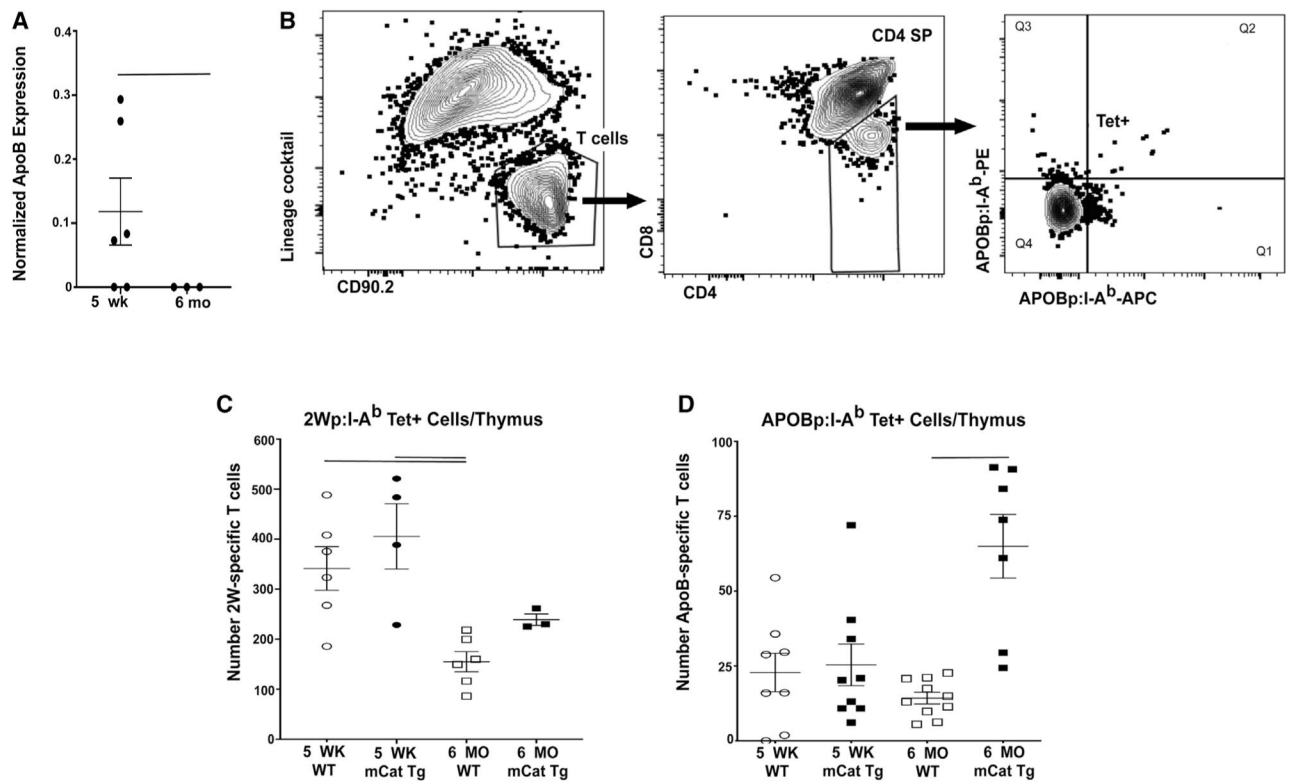 A
Normalized ApoB Expression
0.4
0.3
0.2
0.1
0
5 wk
6 mo
B
Lineage cocktail
T cells
CD90.2
CD4 SP
CD8
CD4
Q3
Q2
Tet+
Q4
Q1
APOBp:I-Ab-PE
APOBp:I-Ab-APC
C
2Wp:I-Ab Tet+ Cells/Thymus
Number 2W-specific T cells
600
500
400
300
200
100
0
5 WK WT
5 WK mCat Tg
6 MO WT
6 MO mCat Tg
D
APOBp:I-Ab Tet+ Cells/Thymus
Number ApoB-specific T cells
100
75
50
25
0
5 WK WT
5 WK mCat Tg
6 MO WT
6 MO mCat Tg